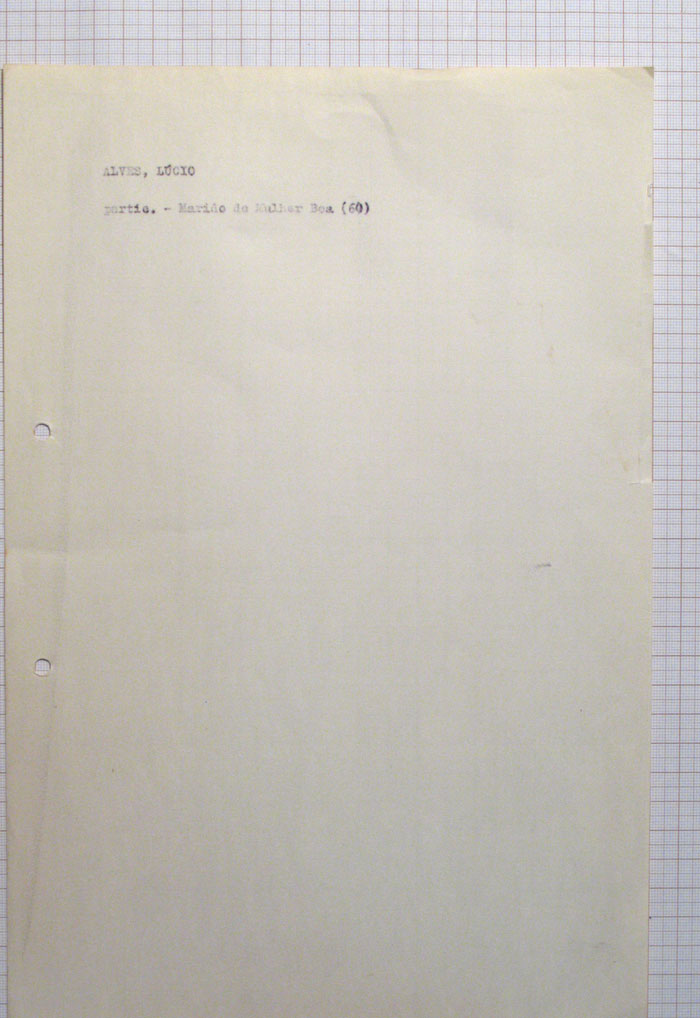 ALVES, LÚCIO
partic. - Marido de Mulher Boa (60)